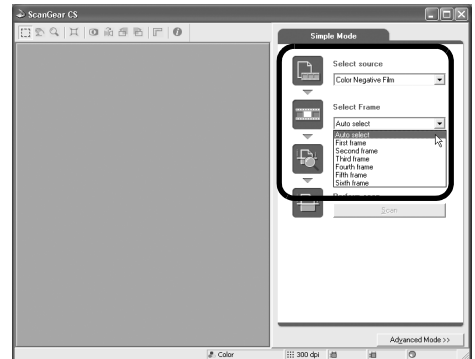 ScanGear CS
Simple Mode
Select source
Color Negative Film
Select Frame
Auto select
Auto select
First frame
Second frame
Third frame
Fourth frame
Fifth frame
Sixth frame
Scan
Advanced Mode >>
Color
300 dpi